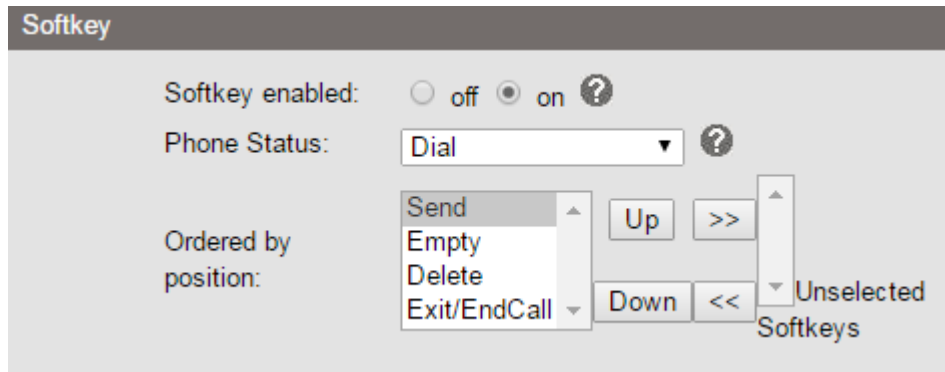 Softkey
Softkey enabled: off on ?
Phone Status: Dial ?
Ordered by
position:
Send
Empty
Delete
Exit/EndCall
Up >>
Down <<
Unselected
Softkeys